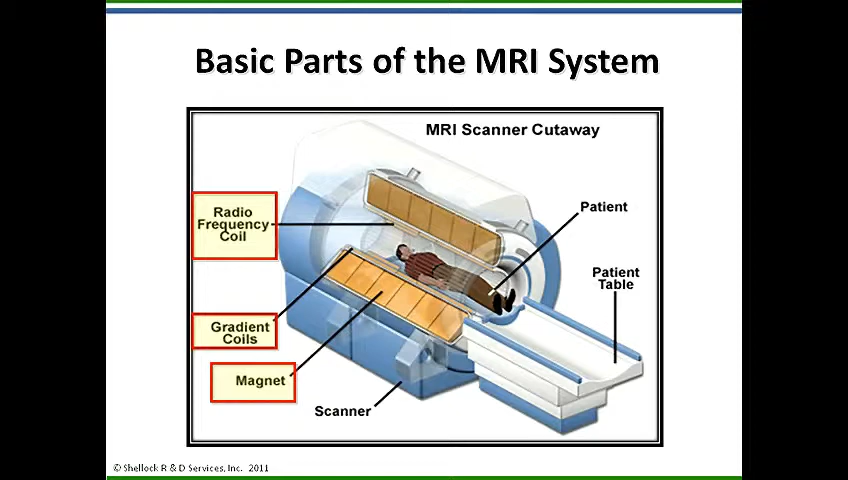 Basic Parts of the MRI System
MRI Scanner Cutaway
Radio
Frequency
Coil
Patient
Patient
Table
Gradient
Coils
Magnet
Scanner
© Shellock R & D Services, Inc. 2011